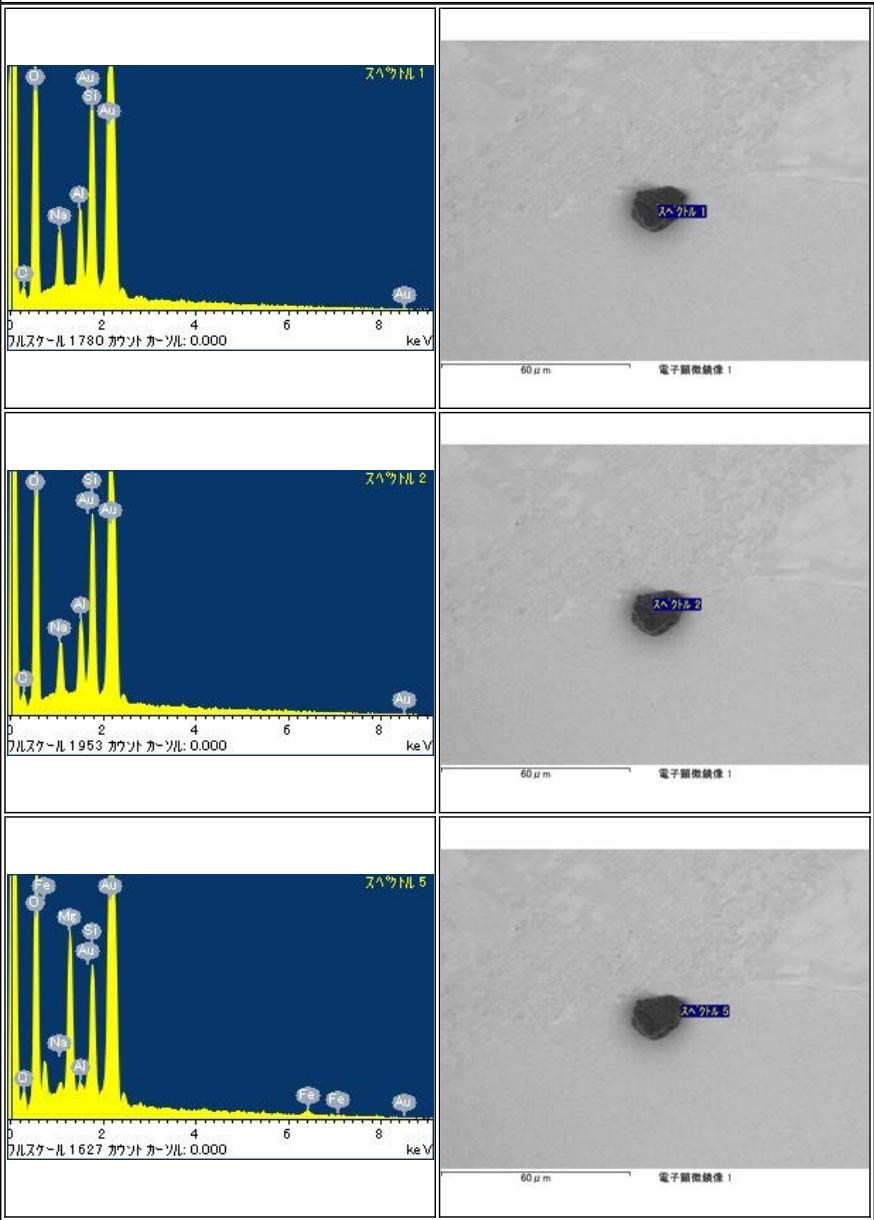 スペクトル 1
O
Au
Si
Au
Al
Na
C
Au
0 2 4 6 8
フルスケール 1780 カウント カーソル: 0.000 keV
スペクトル 1
60μm 電子顕微鏡像 1
スペクトル 2
O
Si
Au
Au
Al
Na
C
Au
0 2 4 6 8
フルスケール 1953 カウント カーソル: 0.000 keV
スペクトル 2
60μm 電子顕微鏡像 1
スペクトル 5
Fe
O
Au
Mg
Si
Au
Na
Al
C
Fe
Fe
Au
0 2 4 6 8
フルスケール 1627 カウント カーソル: 0.000 keV
スペクトル 5
60μm 電子顕微鏡像 1